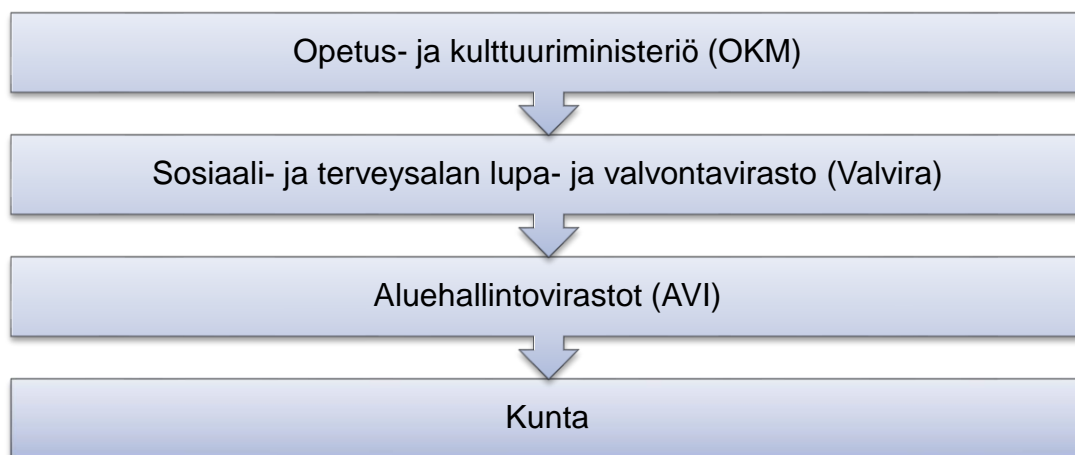 Opetus- ja kulttuuriministeriö (OKM)
Sosiaali- ja terveysalan lupa- ja valvontavirasto (Valvira)
Aluehallintovirastot (AVI)
Kunta